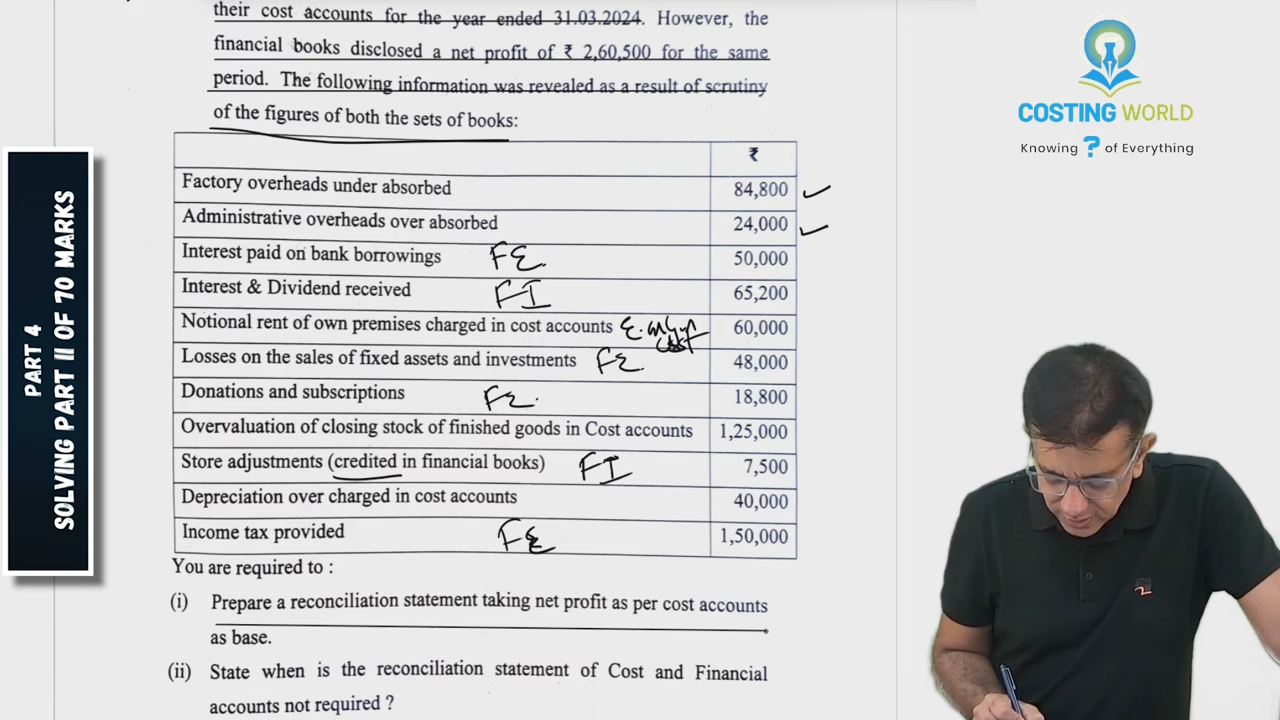 their cost accounts for the year ended 31.03.2024. However, the
financial books disclosed a net profit of ₹ 2,60,500 for the same
period. The following information was revealed as a result of scrutiny
of the figures of both the sets of books:
₹
Factory overheads under absorbed 84,800
Administrative overheads over absorbed 24,000
Interest paid on bank borrowings FE 50,000
Interest & Dividend received FI 65,200
Notional rent of own premises charged in cost accounts 60,000
Losses on the sales of fixed assets and investments FE 48,000
Donations and subscriptions FE. 18,800
Overvaluation of closing stock of finished goods in Cost accounts 1,25,000
Store adjustments (credited in financial books) FI 7,500
Depreciation over charged in cost accounts 40,000
Income tax provided FE 1,50,000
You are required to :
(i) Prepare a reconciliation statement taking net profit as per cost accounts
as base.
(ii) State when is the reconciliation statement of Cost and Financial
accounts not required ?
PART 4
SOLVING PART II OF 70 MARKS
COSTING WORLD
Knowing ? of Everything